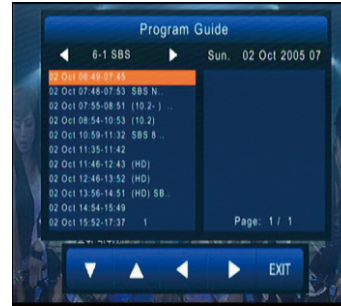 Program Guide
6-1 SBS
Sun. 02 Oct 2005 07
02 Oct 06:49-07:45
02 Oct 07:48-07:53 SBS N..
02 Oct 07:55-08:51 (10.2- ) ..
02 Oct 08:54-10:53 (10.2)
02 Oct 10:59-11:32 SBS 8 ..
02 Oct 11:35-11:42
02 Oct 11:46-12:43 (HD)
02 Oct 12:46-13:52 (HD)
02 Oct 13:56-14:51 (HD) SB..
02 Oct 14:54-15:49
02 Oct 15:52-17:37 1
Page: 1 / 1
EXIT